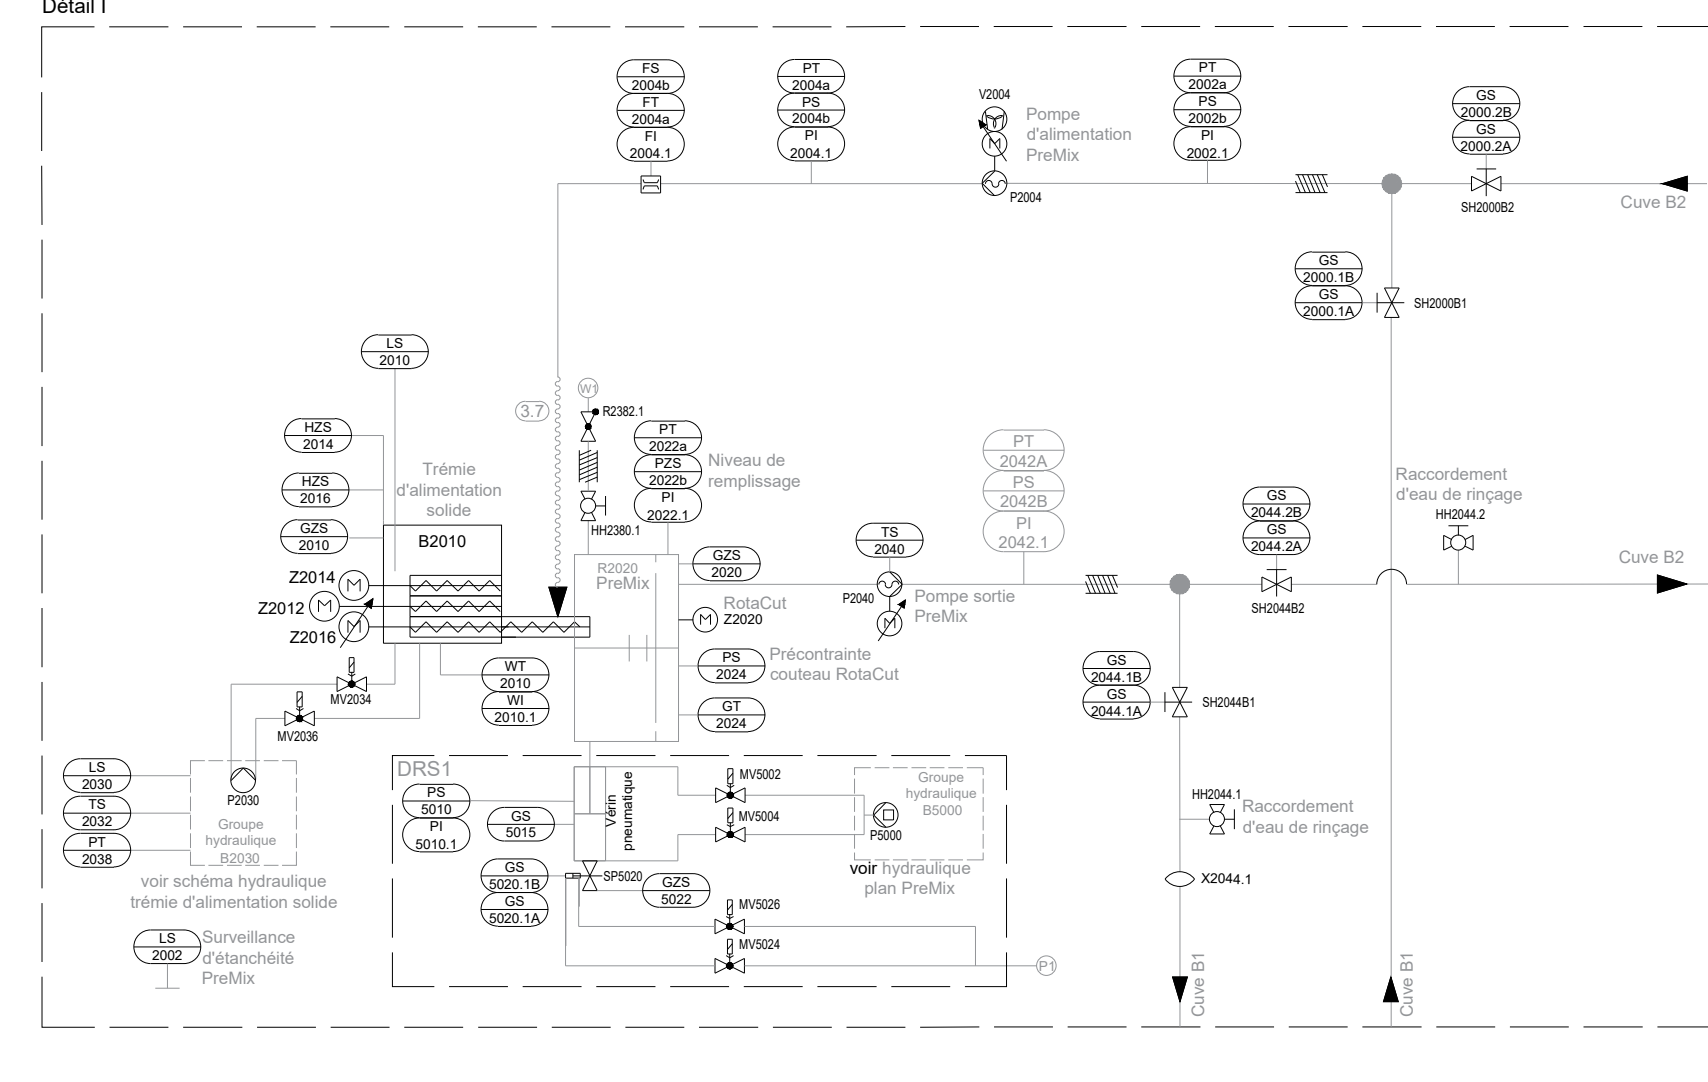 Détail I
FS
2004b
FT
2004a
FI
2004.1
PT
2004a
PS
2004b
PI
2004.1
V2004
M
Pompe
d'alimentation
PreMix
P2004
PT
2002a
PS
2002b
PI
2002.1
GS
2000.2B
GS
2000.2A
SH2000B2
Cuve B2
GS
2000.1B
GS
2000.1A
SH2000B1
LS
2010
HZS
2014
HZS
2016
GZS
2010
Trémie
d'alimentation
solide
B2010
Z2014
M
Z2012
M
Z2016
M
3.7
W1
R2382.1
HH2380.1
PT
2022a
PZS
2022b
PI
2022.1
Niveau de
remplissage
R2020
PreMix
GZS
2020
M
RotaCut
Z2020
PS
2024
Précontrainte
couteau RotaCut
GT
2024
TS
2040
P2040
M
Pompe sortie
PreMix
PT
2042A
PS
2042B
PI
2042.1
GS
2044.2B
GS
2044.2A
SH2044B2
Raccordement
d'eau de rinçage
HH2044.2
Cuve B2
GS
2044.1B
GS
2044.1A
SH2044B1
HH2044.1
Raccordement
d'eau de rinçage
X2044.1
Cuve B1
Cuve B1
WT
2010
WI
2010.1
MV2034
MV2036
LS
2030
TS
2032
PT
2038
P2030
Groupe
hydraulique
B2030
voir schéma hydraulique
trémie d'alimentation solide
LS
2002
Surveillance
d'étanchéité
PreMix
DRS1
PS
5010
PI
5010.1
GS
5015
Vérin
pneumatique
MV5002
MV5004
Groupe
hydraulique
B5000
P5000
voir hydraulique
plan PreMix
GS
5020.1B
GS
5020.1A
SP5020
GZS
5022
MV5026
MV5024
P1